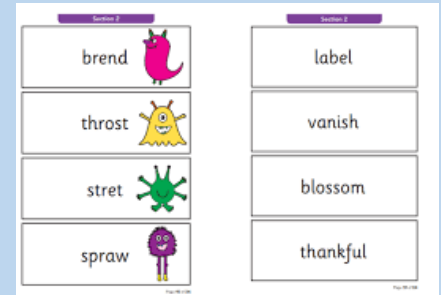 Section 2
brend
throst
stret
spraw
Section 2
label
vanish
blossom
thankful